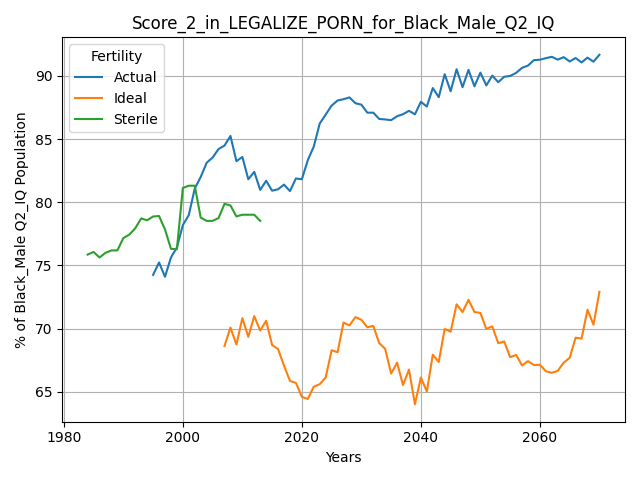 Score_2_in_LEGALIZE_PORN_for_Black_Male_Q2_IQ
Fertility
Actual
Ideal
Sterile
% of Black_Male Q2_IQ Population
90
85
80
75
70
65
1980
2000
2020
2040
2060
Years